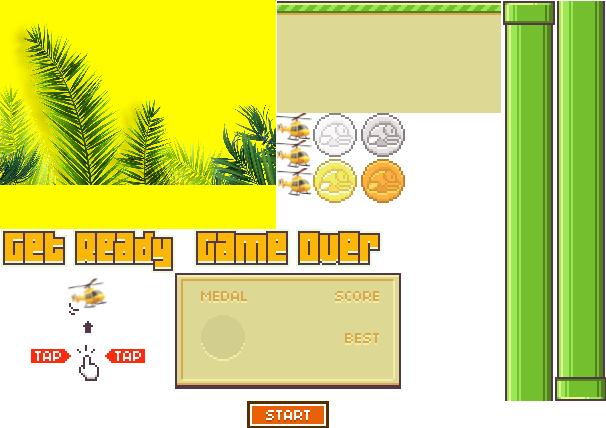 Get Ready
Game Over
MEDAL SCORE
BEST
TAP TAP
START